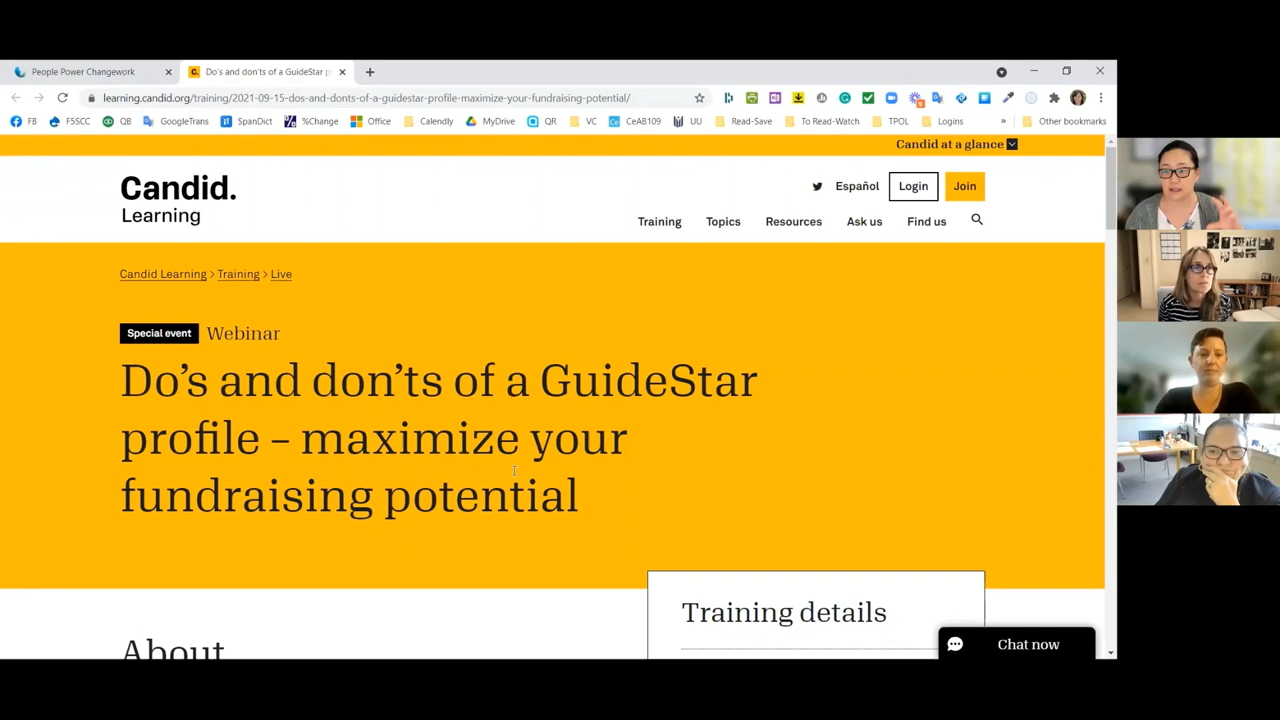 People Power Changework
Do's and don'ts of a GuideStar p
learning.candid.org/training/2021-09-15-dos-and-donts-of-a-guidestar-profile-maximize-your-fundraising-potential/
FB F5SCC QB GoogleTrans SpanDict %Change Office Calendly MyDrive QR VC CeAB109 UU Read-Save To Read-Watch TPOL Logins » Other bookmarks
Candid at a glance
Candid.
Learning
Español Login Join
Training Topics Resources Ask us Find us
Candid Learning > Training > Live
Special event Webinar
Do’s and don’ts of a GuideStar
profile – maximize your
fundraising potential
Training details
About
Chat now